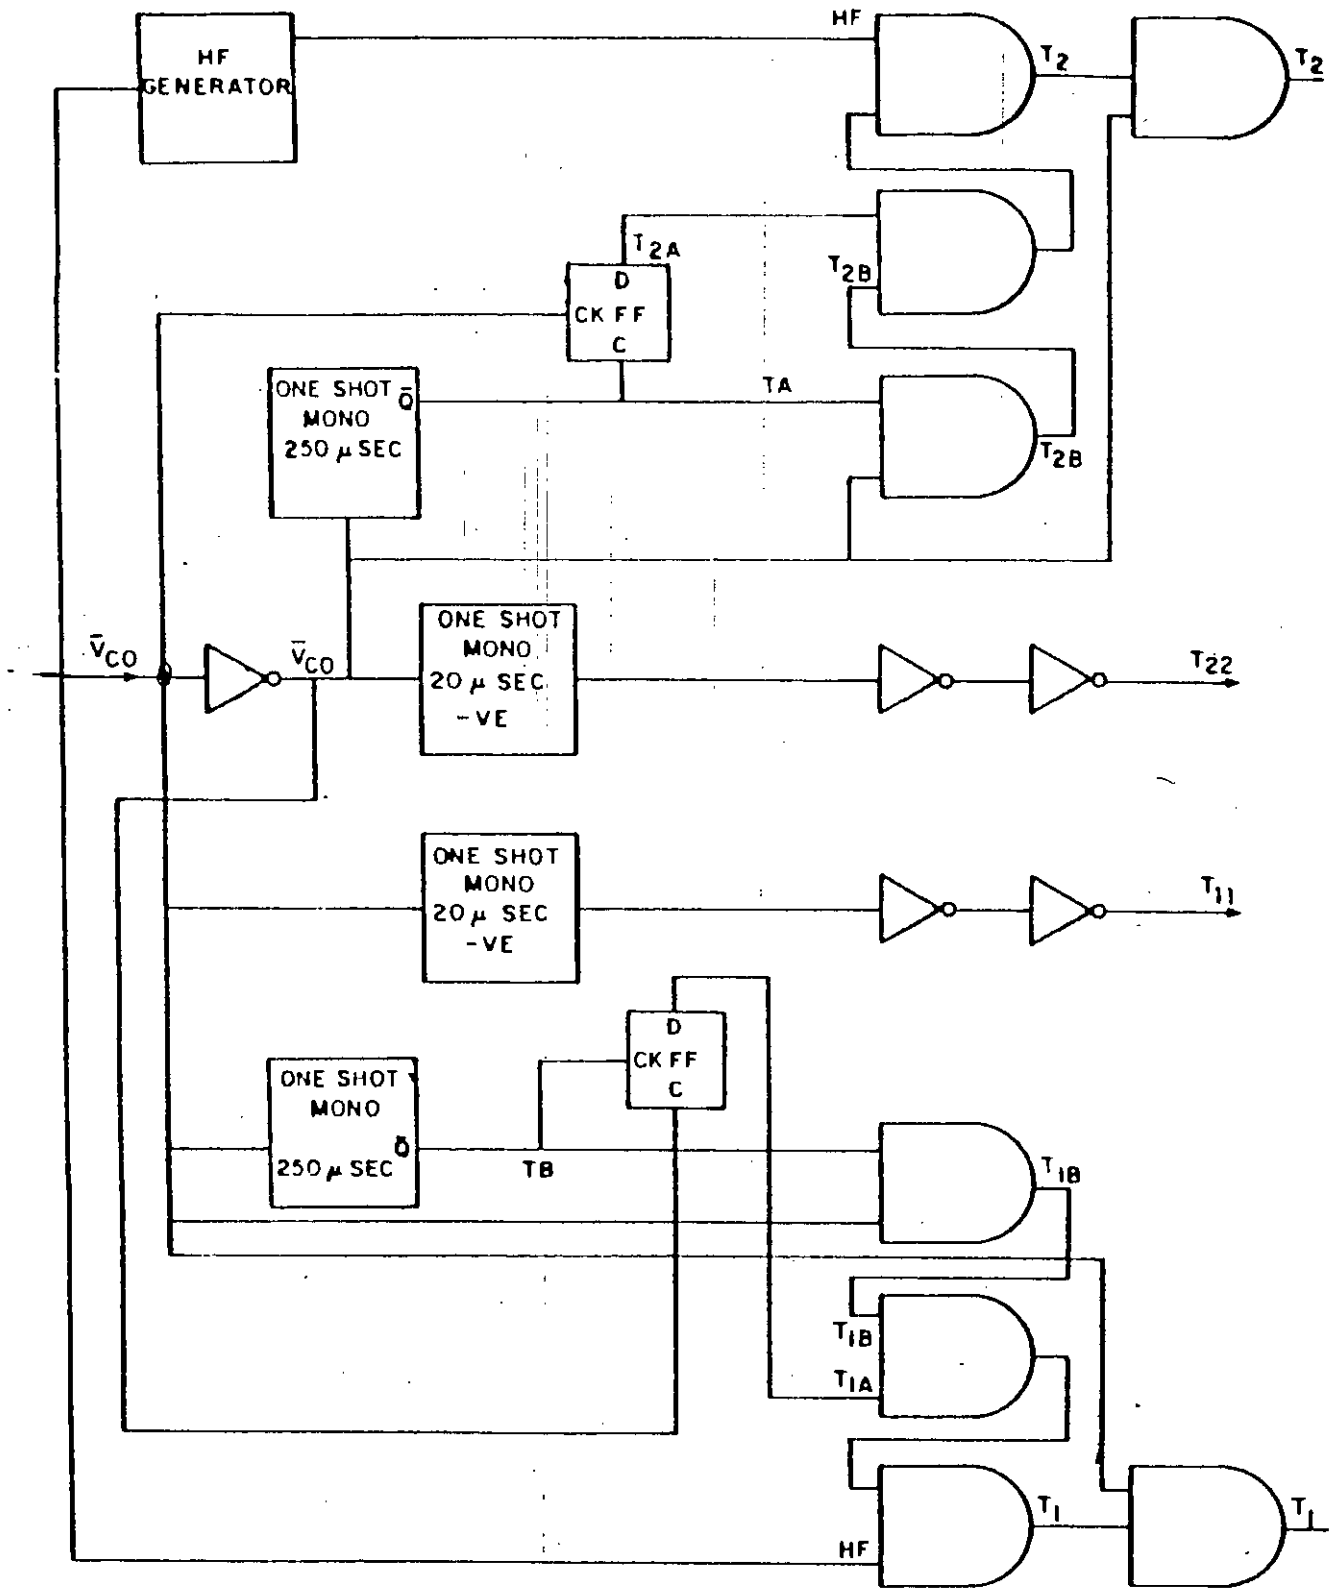 HF
HF
GENERATOR
T2
T2
T2A
D
CK FF
C
T2B
ONE SHOT
MONO
250 μ SEC
Q̄
TA
T2B
V̄CO
V̄CO
ONE SHOT
MONO
20 μ SEC
-VE
T22
ONE SHOT
MONO
20 μ SEC
-VE
T11
D
CK FF
C
ONE SHOT
MONO
250 μ SEC
Q̄
TB
T1B
T1B
T1A
HF
T1
T1